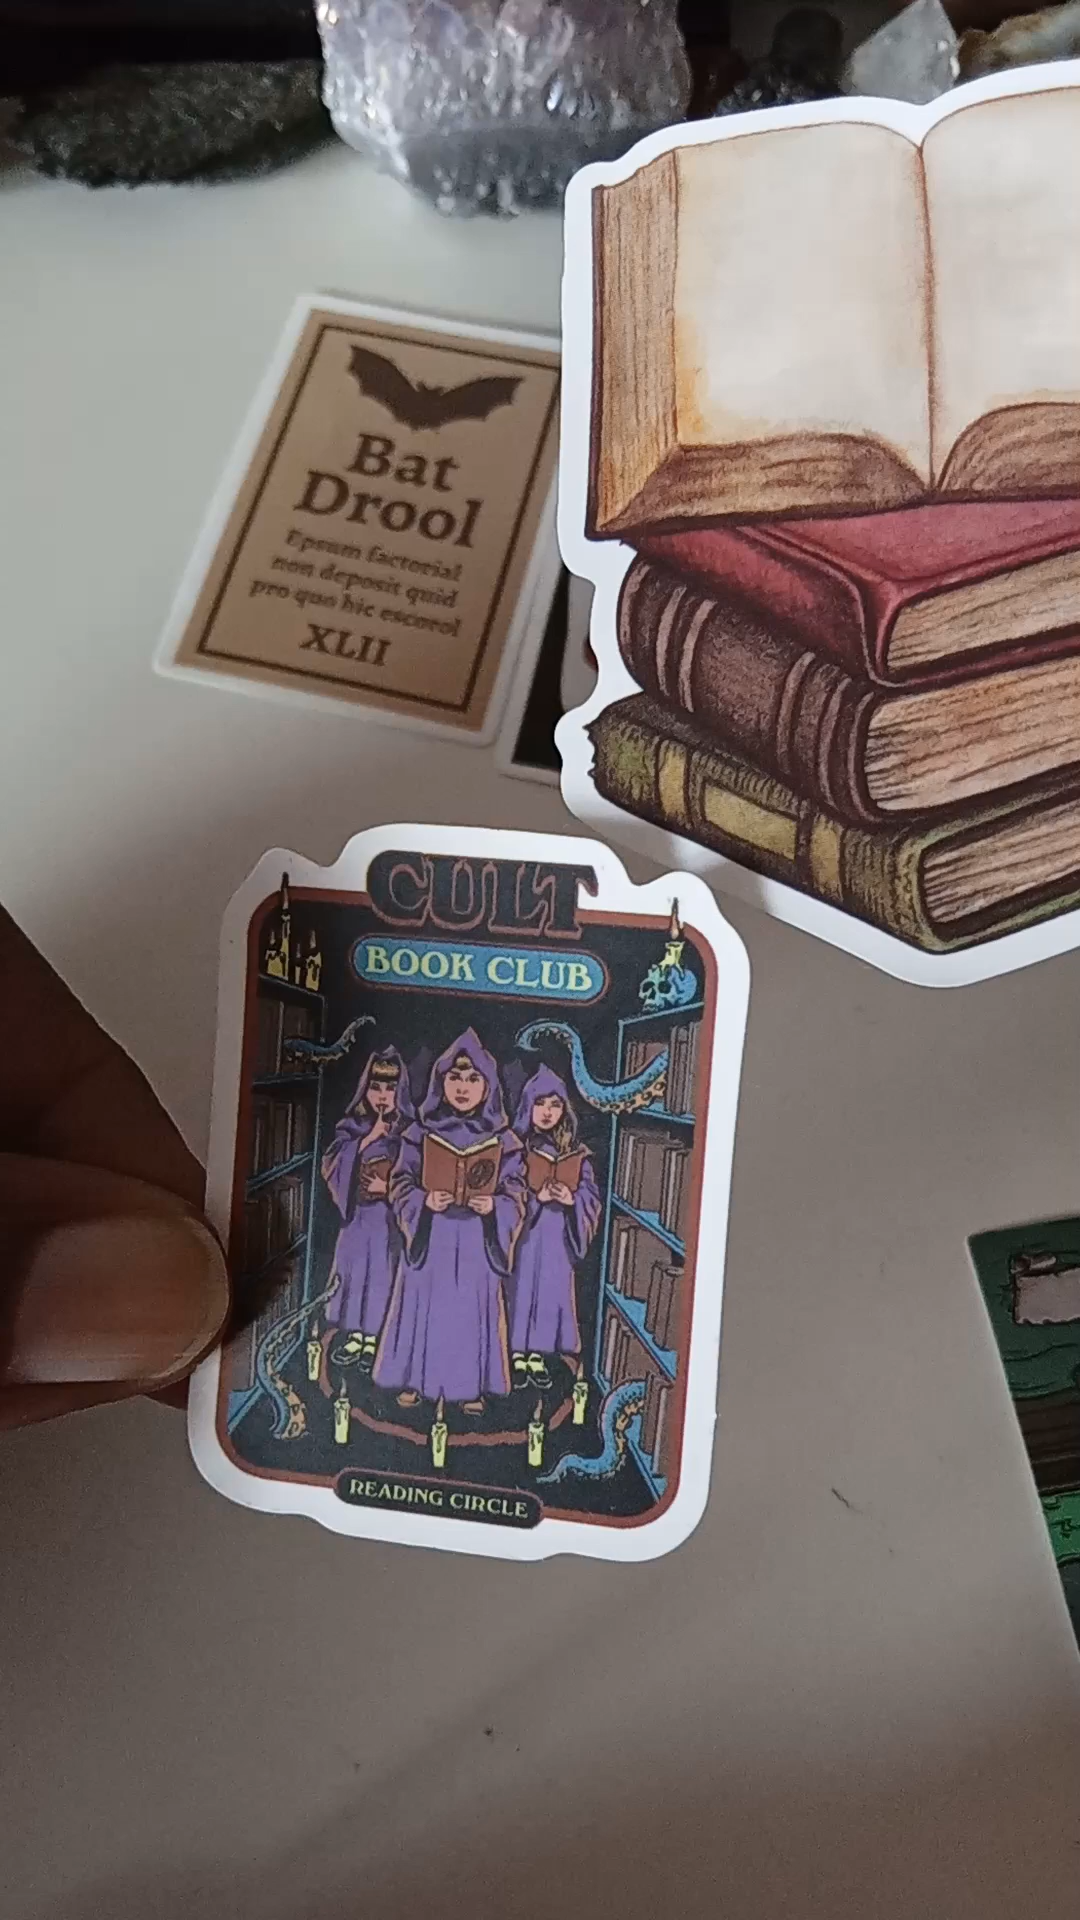 Bat
Drool
Epsum factorial
non deposit quid
pro quo hic escorol
XLII
CULT
BOOK CLUB
READING CIRCLE